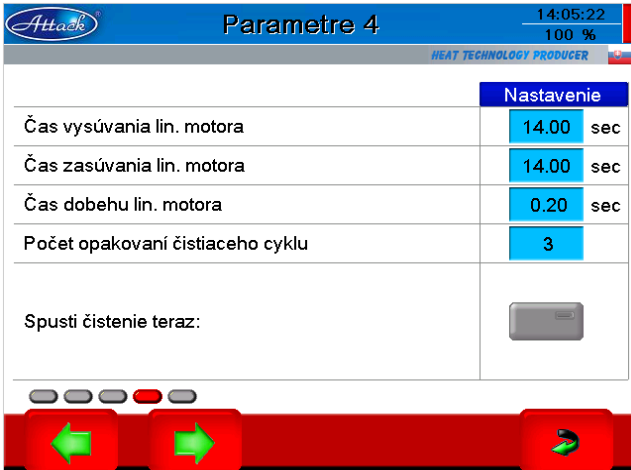 Attack
Parametre 4
14:05:22
100 %
HEAT TECHNOLOGY PRODUCER
Nastavenie
Čas vysúvania lin. motora 14.00 sec
Čas zasúvania lin. motora 14.00 sec
Čas dobehu lin. motora 0.20 sec
Počet opakovaní čistiaceho cyklu 3
Spusti čistenie teraz: